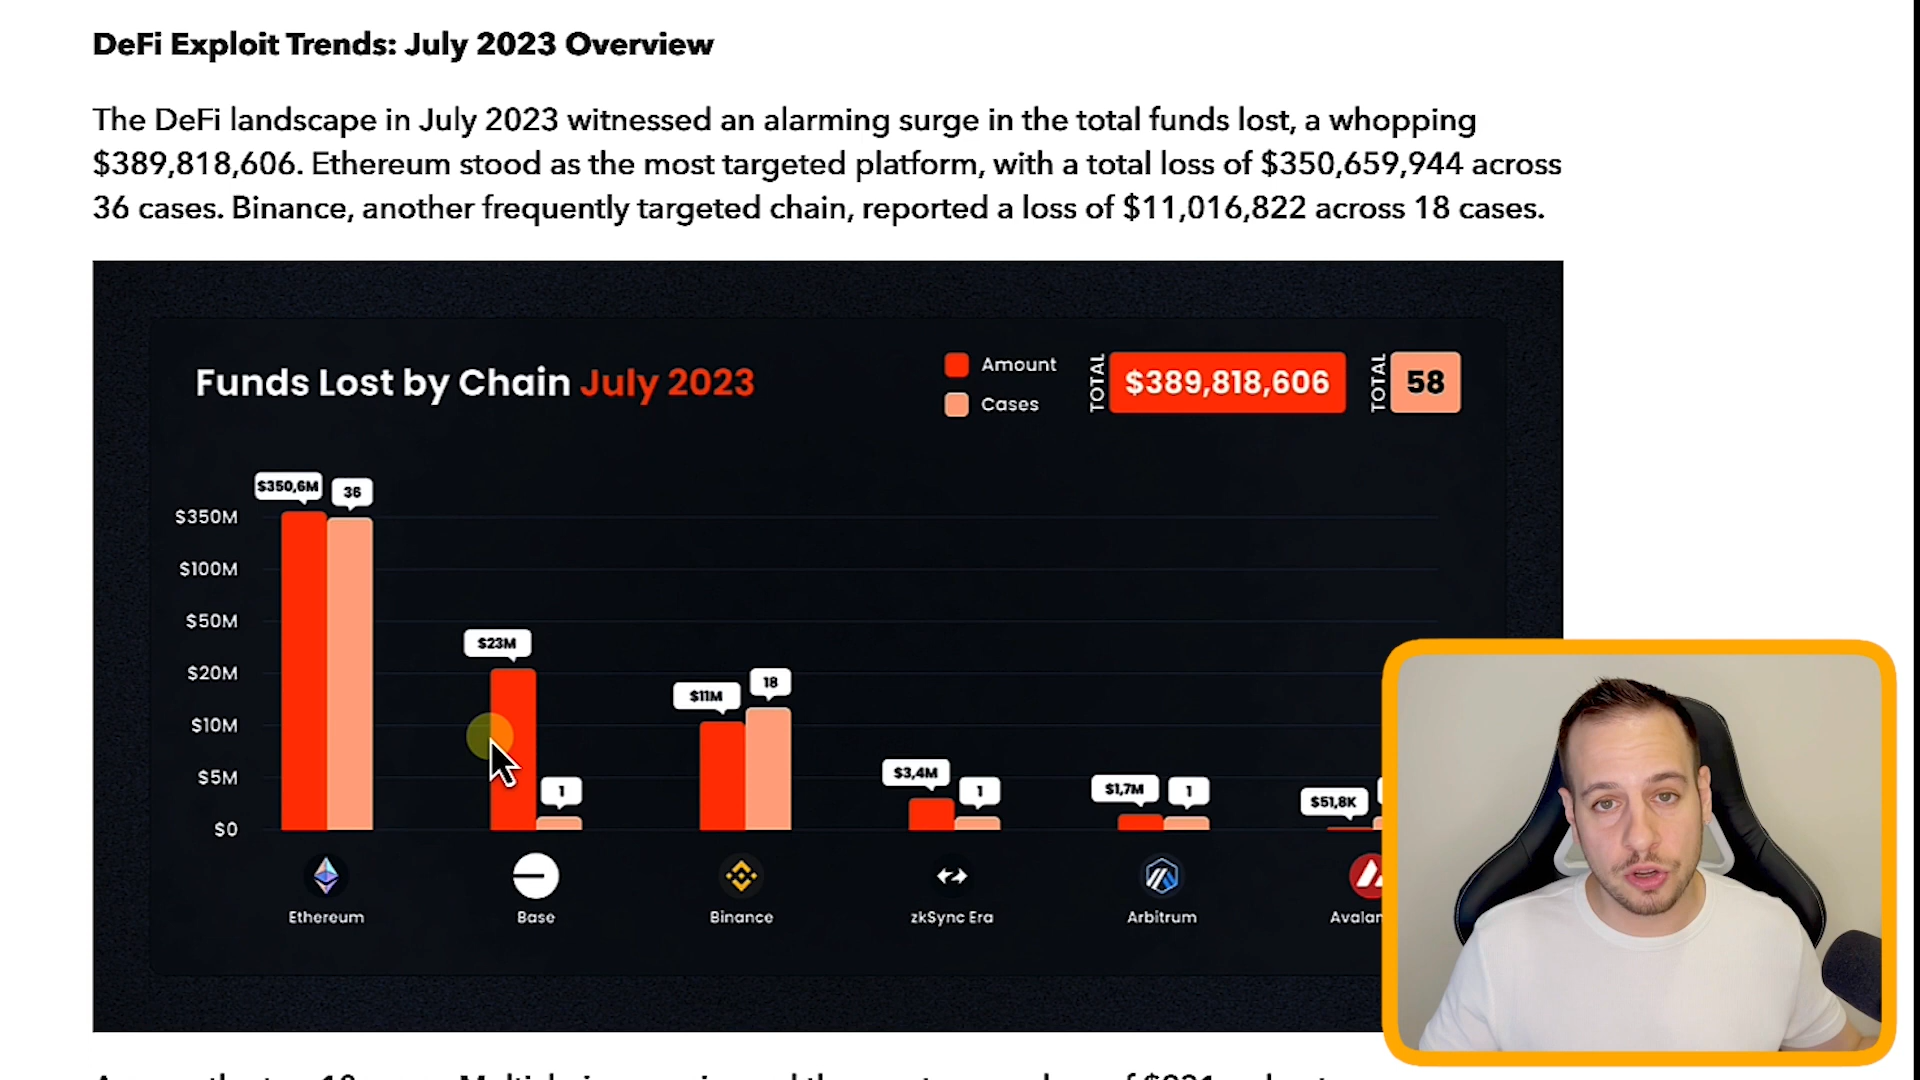 DeFi Exploit Trends: July 2023 Overview
The DeFi landscape in July 2023 witnessed an alarming surge in the total funds lost, a whopping
$389,818,606. Ethereum stood as the most targeted platform, with a total loss of $350,659,944 across
36 cases. Binance, another frequently targeted chain, reported a loss of $11,016,822 across 18 cases.
Funds Lost by Chain July 2023
Amount
Cases
TOTAL
$389,818,606
TOTAL
58
$350M
$100M
$50M
$20M
$10M
$5M
$0
$350,6M
36
$23M
1
$11M
18
$3,4M
1
$1,7M
1
$51,8K
Ethereum
Base
Binance
zkSync Era
Arbitrum
Avalan